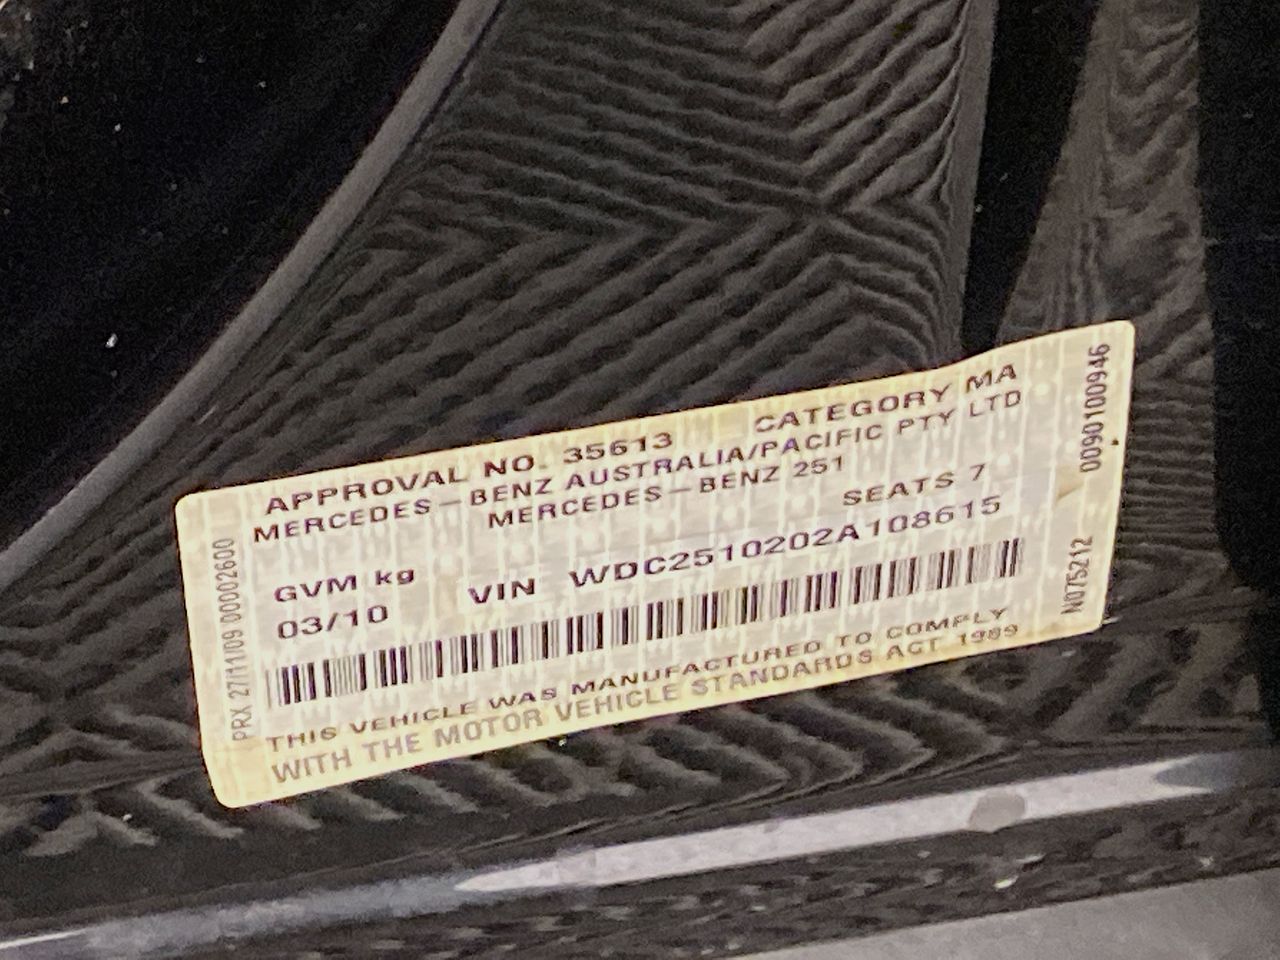 APPROVAL NO. 35613 CATEGORY MA
MERCEDES-BENZ AUSTRALIA/PACIFIC PTY LTD
MERCEDES-BENZ 251
SEATS 7
GVM kg VIN WDC2510202A108615
03/10
THIS VEHICLE WAS MANUFACTURED TO COMPLY
WITH THE MOTOR VEHICLE STANDARDS ACT 1989
PRX 27/11/09 00002600
N075212 0090100946